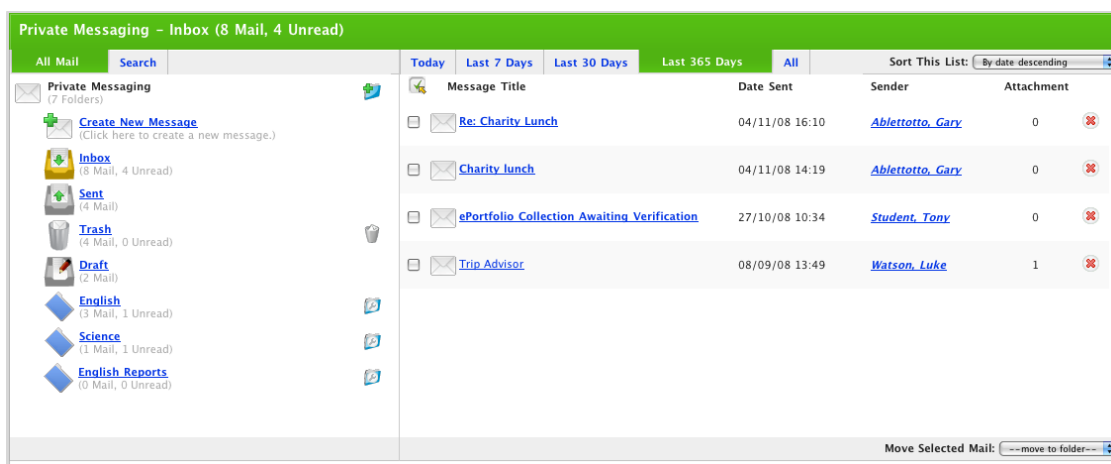 Private Messaging - Inbox (8 Mail, 4 Unread)
All Mail Search
Private Messaging
(7 Folders)
Create New Message
(Click here to create a new message.)
Inbox
(8 Mail, 4 Unread)
Sent
(4 Mail)
Trash
(4 Mail, 0 Unread)
Draft
(2 Mail)
English
(3 Mail, 1 Unread)
Science
(1 Mail, 1 Unread)
English Reports
(0 Mail, 0 Unread)
Today Last 7 Days Last 30 Days Last 365 Days All Sort This List: By date descending
Message Title Date Sent Sender Attachment
Re: Charity Lunch 04/11/08 16:10 Ablettotto, Gary 0
Charity lunch 04/11/08 14:19 Ablettotto, Gary 0
ePortfolio Collection Awaiting Verification 27/10/08 10:34 Student, Tony 0
Trip Advisor 08/09/08 13:49 Watson, Luke 1
Move Selected Mail: --move to folder--